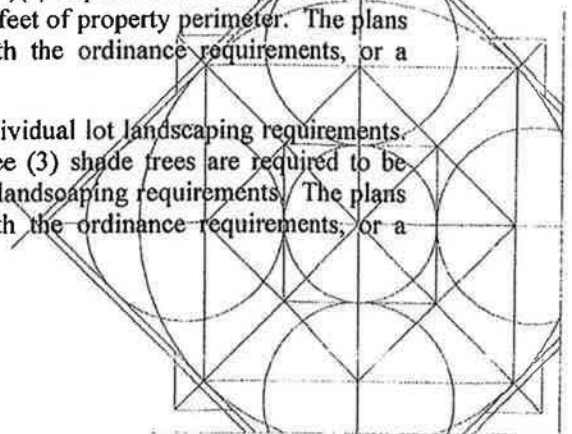 feet of property perimeter. The plans
th the ordinance requirements, or a
ividual lot landscaping requirements.
ee (3) shade trees are required to be
landscaping requirements. The plans
th the ordinance requirements, or a